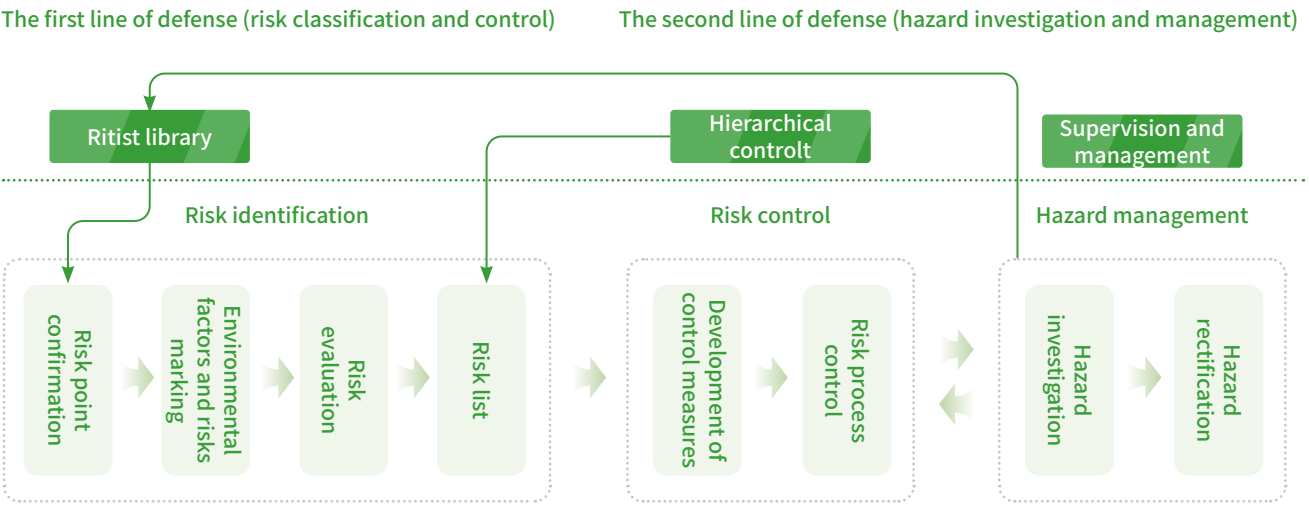 The first line of defense (risk classification and control)
The second line of defense (hazard investigation and management)
Ritist library
Hierarchical
controlt
Supervision and
management
Risk identification
Risk control
Hazard management
Risk point
confirmation
Environmental
factors and risks
marking
Risk
evaluation
Risk list
Development of
control measures
Risk process
control
Hazard
investigation
Hazard
rectification